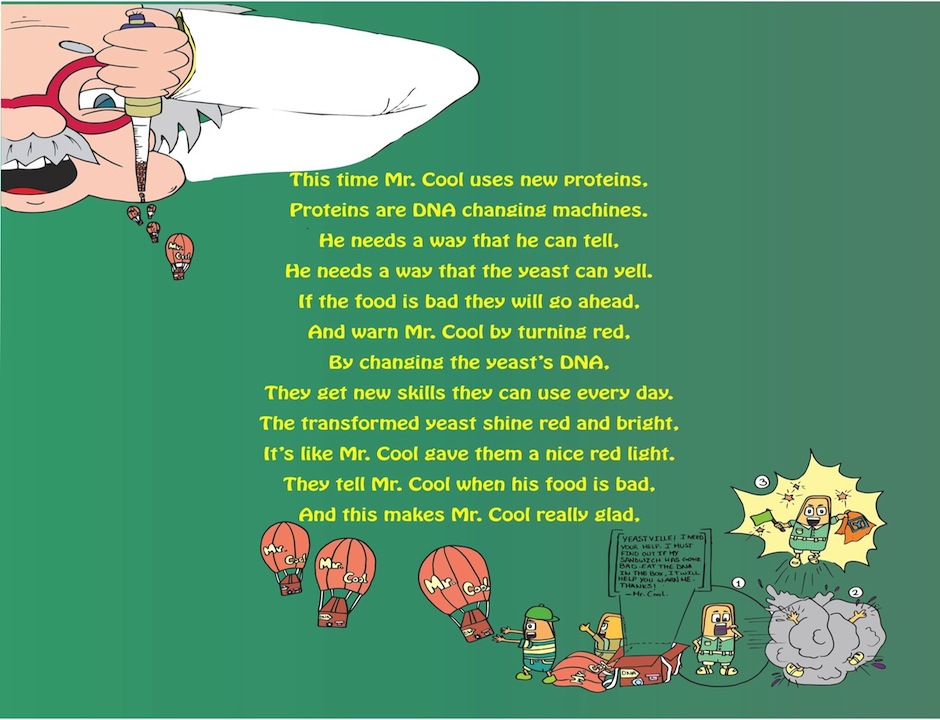 This time Mr. Cool uses new proteins,
Proteins are DNA changing machines.
He needs a way that he can tell,
He needs a way that the yeast can yell.
If the food is bad they will go ahead,
And warn Mr. Cool by turning red,
By changing the yeast's DNA,
They get new skills they can use every day.
The transformed yeast shine red and bright,
It's like Mr. Cool gave them a nice red light.
They tell Mr. Cool when his food is bad,
And this makes Mr. Cool really glad,
Mr.
Cool
Mr.
Cool
Mr.
Cool
Mr.
Cool
YEASTVILLE! I NEED
YOUR HELP. I MUST
FIND OUT IF MY
SANDWICH HAS GONE
BAD. EAT THE DNA
IN THE BOX, IT WILL
HELP YOU WARN ME.
THANKS!
-Mr. Cool.
DNA
1
2
3